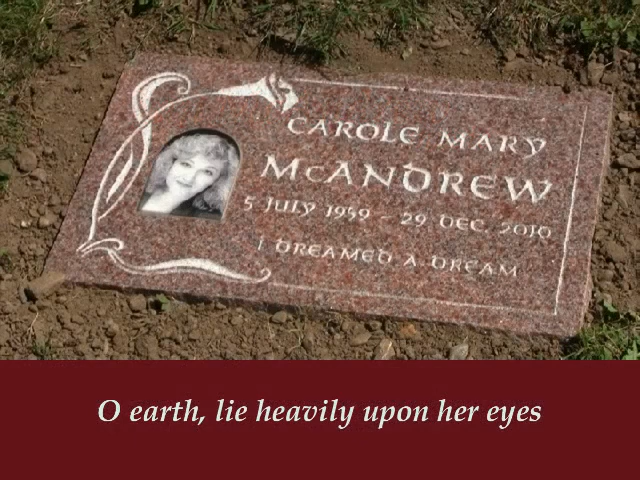 CAROLE MARY
McANDREW
5 JULY 1959 - 29 DEC. 2010
I DREAMED A DREAM
O earth, lie heavily upon her eyes